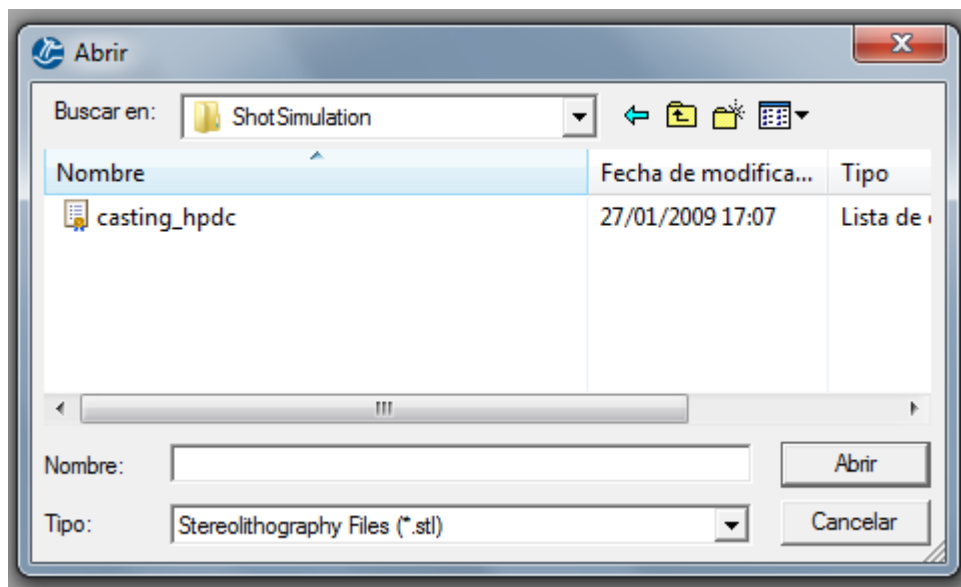 Abrir
Buscar en: ShotSimulation
Nombre Fecha de modifica... Tipo
casting_hpdc 27/01/2009 17:07 Lista de
Nombre: Abrir
Tipo: Stereolithography Files (*.stl) Cancelar